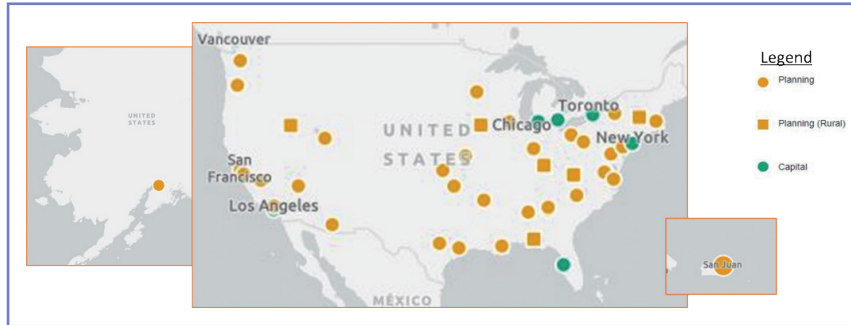 Vancouver
UNITED
STATES
San
Francisco
Los Angeles
UNITED
STATES
Chicago
Toronto
New York
MÉXICO
San Juan
Legend
Planning
Planning (Rural)
Capital